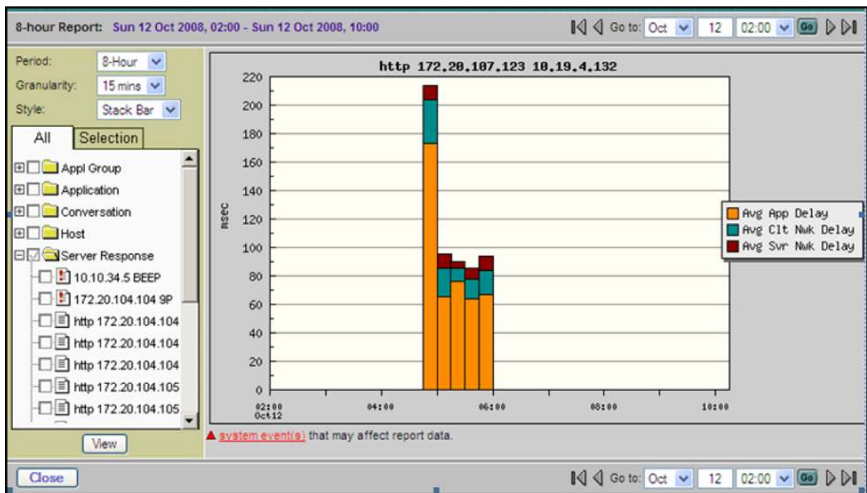 8-hour Report: Sun 12 Oct 2008, 02:00 - Sun 12 Oct 2008, 10:00
Go to: Oct 12 02:00 Go
Period: 8-Hour
Granularity: 15 mins
Style: Stack Bar
All Selection
Appl Group
Application
Conversation
Host
Server Response
10.10.34.5 BEEP
172.20.104.104 9P
http 172.20.104.104
http 172.20.104.104
http 172.20.104.104
http 172.20.104.105
http 172.20.104.105
View
http 172.20.107.123 10.19.4.132
220
200
180
160
140
120
100
80
60
40
20
0
msec
02:00 04:00 06:00 08:00 10:00
Oct12
Avg App Delay
Avg Clt Nwk Delay
Avg Svr Nwk Delay
system event(s) that may affect report data.
Close
Go to: Oct 12 02:00 Go